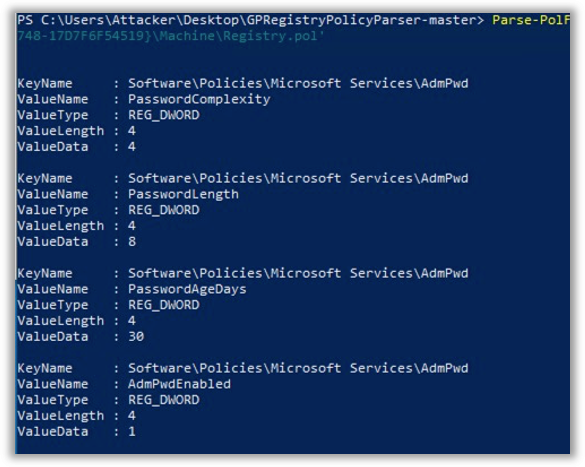 PS C:\Users\Attacker\Desktop\GPRegistryPolicyParser-master> Parse-PolF
748-17D7F6F54519}\Machine\Registry.pol'
KeyName : Software\Policies\Microsoft Services\AdmPwd
ValueName : PasswordComplexity
ValueType : REG_DWORD
ValueLength : 4
ValueData : 4
KeyName : Software\Policies\Microsoft Services\AdmPwd
ValueName : PasswordLength
ValueType : REG_DWORD
ValueLength : 4
ValueData : 8
KeyName : Software\Policies\Microsoft Services\AdmPwd
ValueName : PasswordAgeDays
ValueType : REG_DWORD
ValueLength : 4
ValueData : 30
KeyName : Software\Policies\Microsoft Services\AdmPwd
ValueName : AdmPwdEnabled
ValueType : REG_DWORD
ValueLength : 4
ValueData : 1